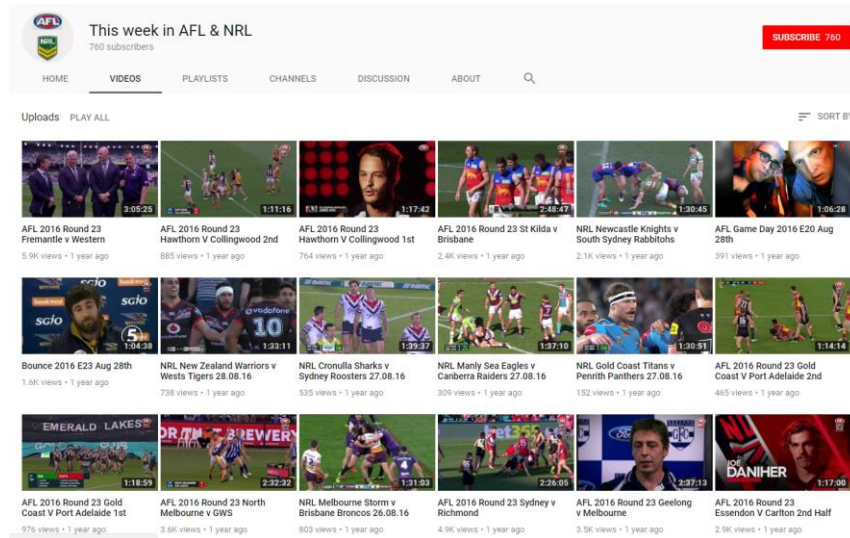 AFL
NRL
This week in AFL & NRL
760 subscribers
SUBSCRIBE 760
HOME VIDEOS PLAYLISTS CHANNELS DISCUSSION ABOUT
Uploads PLAY ALL SORT BY
3:05:25 1:11:16 1:17:42 2:48:47 1:30:45 1:06:28
AFL 2016 Round 23 AFL 2016 Round 23 AFL 2016 Round 23 AFL 2016 Round 23 St Kilda v NRL Newcastle Knights v AFL Game Day 2016 E20 Aug
Fremantle v Western Hawthorn V Collingwood 2nd Hawthorn V Collingwood 1st Brisbane South Sydney Rabbitohs 28th
5.9K views • 1 year ago 885 views • 1 year ago 764 views • 1 year ago 2.4K views • 1 year ago 2.1K views • 1 year ago 391 views • 1 year ago
sgio
sgio
5
vodafone
10
1:04:38 1:33:11 1:39:37 1:37:10 1:30:51 1:14:14
Bounce 2016 E23 Aug 28th NRL New Zealand Warriors v NRL Cronulla Sharks v NRL Manly Sea Eagles v NRL Gold Coast Titans v AFL 2016 Round 23 Gold
Wests Tigers 28.08.16 Sydney Roosters 27.08.16 Canberra Raiders 27.08.16 Penrith Panthers 27.08.16 Coast V Port Adelaide 2nd
1.6K views • 1 year ago 738 views • 1 year ago 535 views • 1 year ago 309 views • 1 year ago 152 views • 1 year ago 465 views • 1 year ago
EMERALD LAKES
bet365
Ford
JOE
DANIHER
1:18:59 2:32:32 1:31:03 2:26:05 2:37:13 1:17:00
AFL 2016 Round 23 Gold AFL 2016 Round 23 North NRL Melbourne Storm v AFL 2016 Round 23 Sydney v AFL 2016 Round 23 Geelong AFL 2016 Round 23
Coast V Port Adelaide 1st Melbourne v GWS Brisbane Broncos 26.08.16 Richmond v Melbourne Essendon V Carlton 2nd Half
976 views • 1 year ago 3.6K views • 1 year ago 803 views • 1 year ago 4.9K views • 1 year ago 3.5K views • 1 year ago 2.9K views • 1 year ago